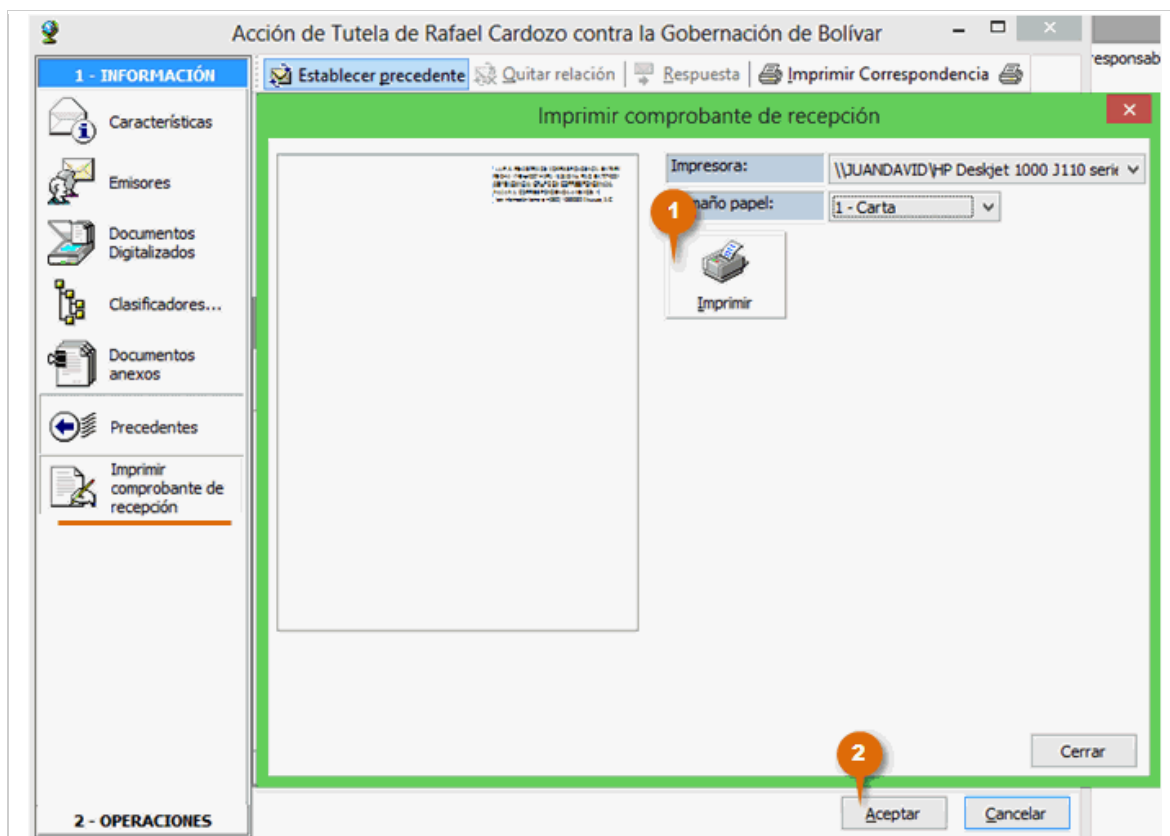 Acción de Tutela de Rafael Cardozo contra la Gobernación de Bolívar
1 - INFORMACIÓN
Establecer precedente Quitar relación Respuesta Imprimir Correspondencia
esponsab
Características
Emisores
Documentos
Digitalizados
Clasificadores...
Documentos
anexos
Precedentes
Imprimir
comprobante de
recepción
2 - OPERACIONES
Imprimir comprobante de recepción
Impresora: \\JUANDAVID\HP Deskjet 1000 J110 serie
1
maño papel: 1 - Carta
Imprimir
Cerrar
2
Aceptar Cancelar